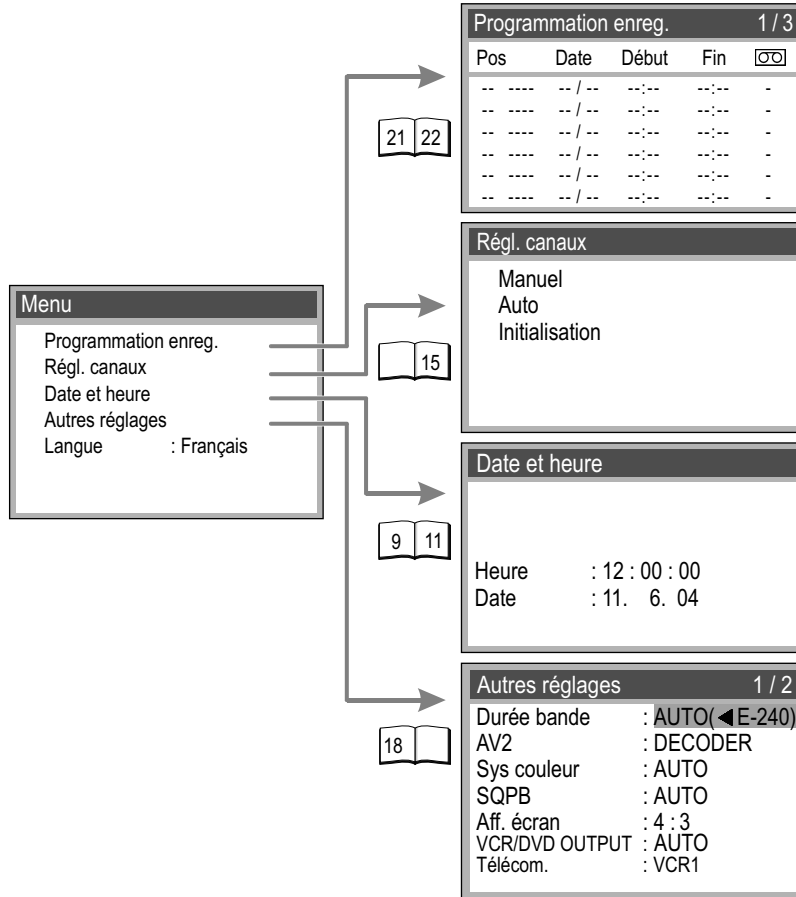 Menu
Programmation enreg.
Régl. canaux
Date et heure
Autres réglages
Langue : Français
21 22
Programmation enreg. 1 / 3
Pos Date Début Fin
-- ---- -- / -- --:-- --:-- -
-- ---- -- / -- --:-- --:-- -
-- ---- -- / -- --:-- --:-- -
-- ---- -- / -- --:-- --:-- -
-- ---- -- / -- --:-- --:-- -
-- ---- -- / -- --:-- --:-- -
15
Régl. canaux
Manuel
Auto
Initialisation
9 11
Date et heure
Heure : 12 : 00 : 00
Date : 11. 6. 04
18
Autres réglages 1 / 2
Durée bande : AUTO(◀E-240)
AV2 : DECODER
Sys couleur : AUTO
SQPB : AUTO
Aff. écran : 4 : 3
VCR/DVD OUTPUT : AUTO
Télécom. : VCR1